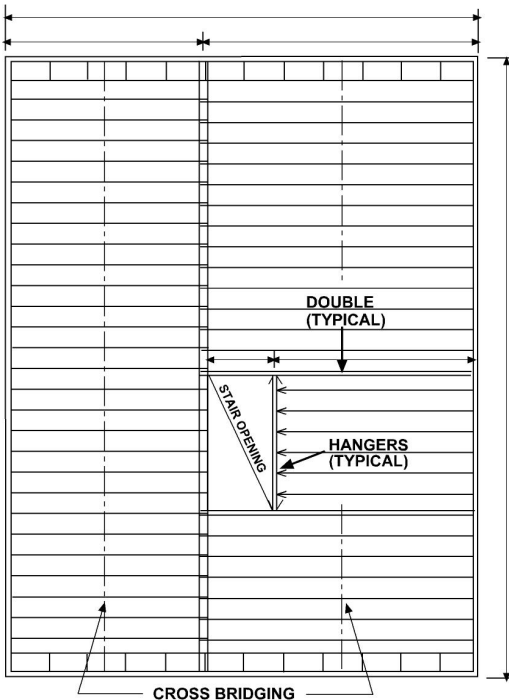 DOUBLE
(TYPICAL)
STAIR OPENING
HANGERS
(TYPICAL)
CROSS BRIDGING